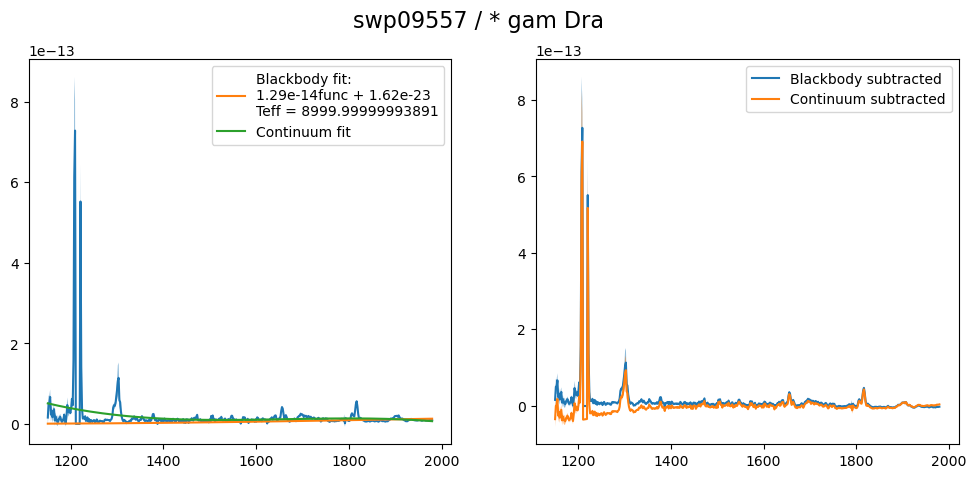 swp09557 / * gam Dra
1e−13
Blackbody fit:
1.29e-14func + 1.62e-23
Teff = 8999.99999993891
Continuum fit
8
6
4
2
0
1200 1400 1600 1800 2000
1e−13
Blackbody subtracted
Continuum subtracted
8
6
4
2
0
1200 1400 1600 1800 2000